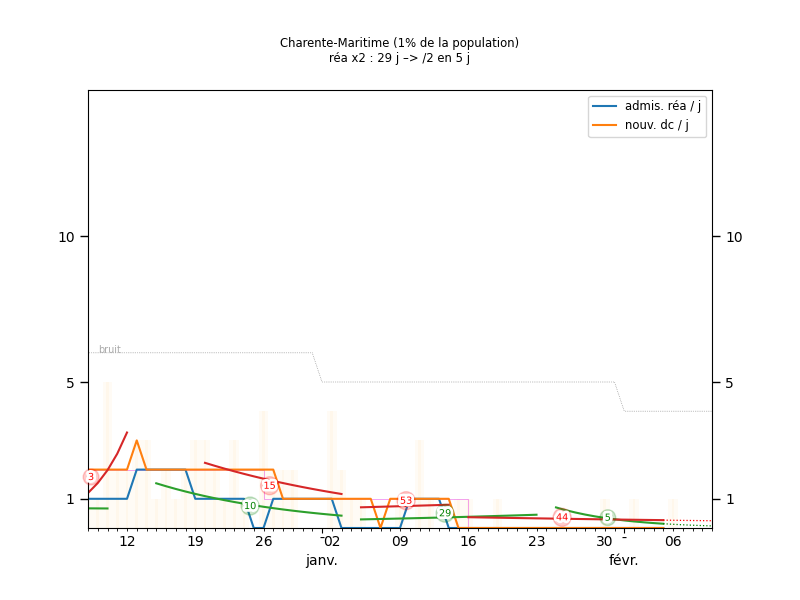 Charente-Maritime (1% de la population)
réa x2 : 29 j –> /2 en 5 j
admis. réa / j
nouv. dc / j
10 10
bruit
5 5
3 15 10 53 29 44 5
1 1
12 19 26 02 09 16 23 30 06
janv. févr.